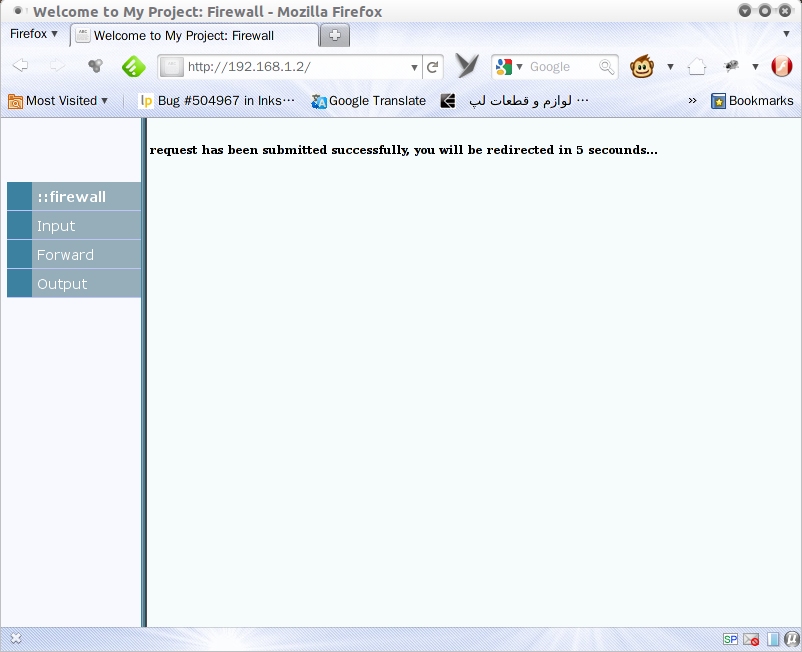 Welcome to My Project: Firewall - Mozilla Firefox
Firefox
Welcome to My Project: Firewall
http://192.168.1.2/
Google
Most Visited
Bug #504967 in Inks...
Google Translate
لوازم و قطعات لپ ...
»
Bookmarks
request has been submitted successfully, you will be redirected in 5 secounds...
::firewall
Input
Forward
Output
SP